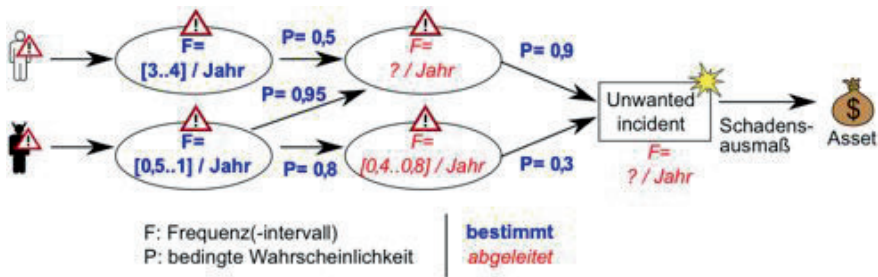 F=
[3..4] / Jahr
P= 0,5
F=
? / Jahr
P= 0,9
P= 0,95
F=
[0,5..1] / Jahr
P= 0,8
F=
[0,4..0,8] / Jahr
P= 0,3
Unwanted
incident
F=
? / Jahr
Schadens-
ausmaß
$
Asset
F: Frequenz(-intervall)
P: bedingte Wahrscheinlichkeit
bestimmt
abgeleitet